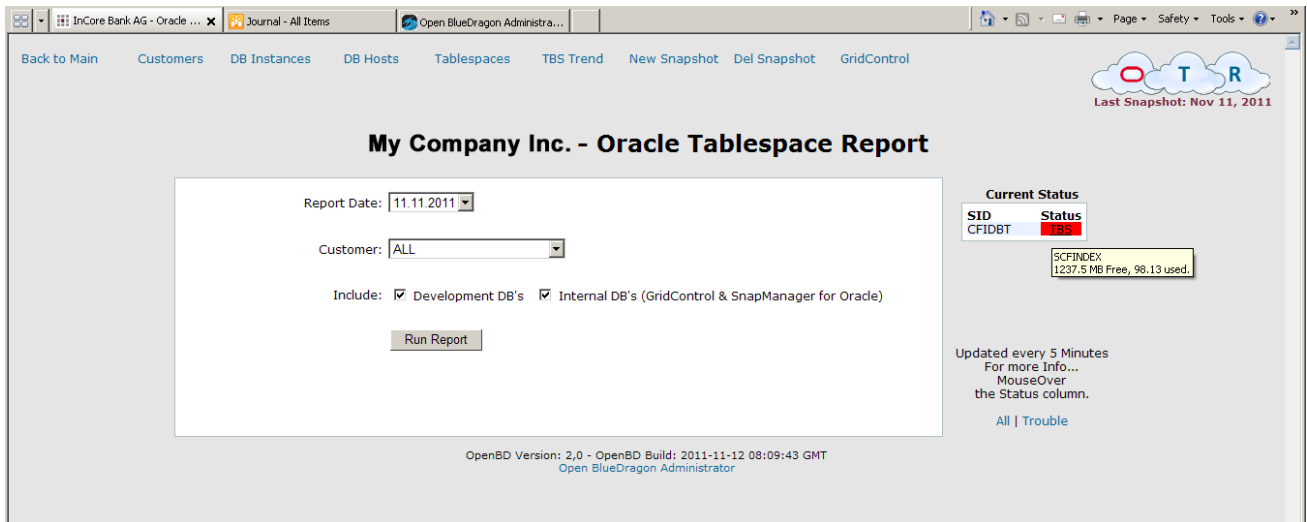 InCore Bank AG - Oracle ... Journal - All Items Open BlueDragon Administra... Page Safety Tools »
Back to Main Customers DB Instances DB Hosts Tablespaces TBS Trend New Snapshot Del Snapshot GridControl
O T R
Last Snapshot: Nov 11, 2011
My Company Inc. - Oracle Tablespace Report
Report Date: 11.11.2011
Customer: ALL
Include: Development DB's Internal DB's (GridControl & SnapManager for Oracle)
Run Report
Current Status
SID Status
CFIDBT TBS
SCFINDEX
1237.5 MB Free, 98.13 used.
Updated every 5 Minutes
For more Info...
MouseOver
the Status column.
All | Trouble
OpenBD Version: 2,0 - OpenBD Build: 2011-11-12 08:09:43 GMT
Open BlueDragon Administrator